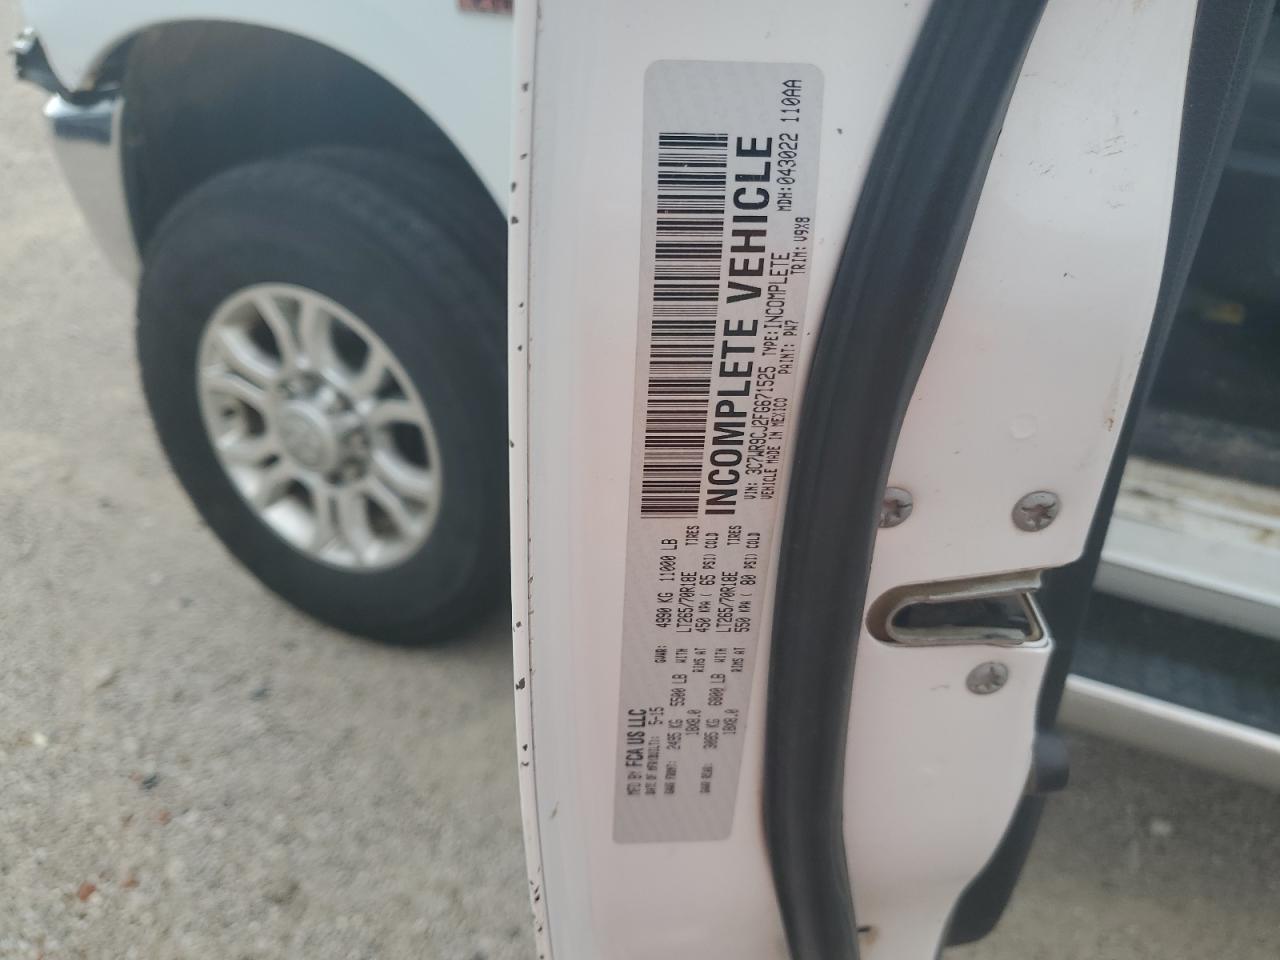 MFD BY FCA US LLC
DATE OF MFR(BUILT): 5-15 GVWR: 4990 KG 11000 LB
GAWR FRONT: 2495 KG 5500 LB WITH LT265/70R18E TIRES
18X8.0 RIMS AT 450 KPA ( 65 PSI) COLD
GAWR REAR: 3085 KG 6800 LB WITH LT265/70R18E TIRES
18X8.0 RIMS AT 550 KPA ( 80 PSI) COLD
INCOMPLETE VEHICLE
VIN: 3C7WR9CJ2FG671525 TYPE:INCOMPLETE MDH:043022 110AA
VEHICLE MADE IN MEXICO PAINT: PW7 TRIM: V9X8